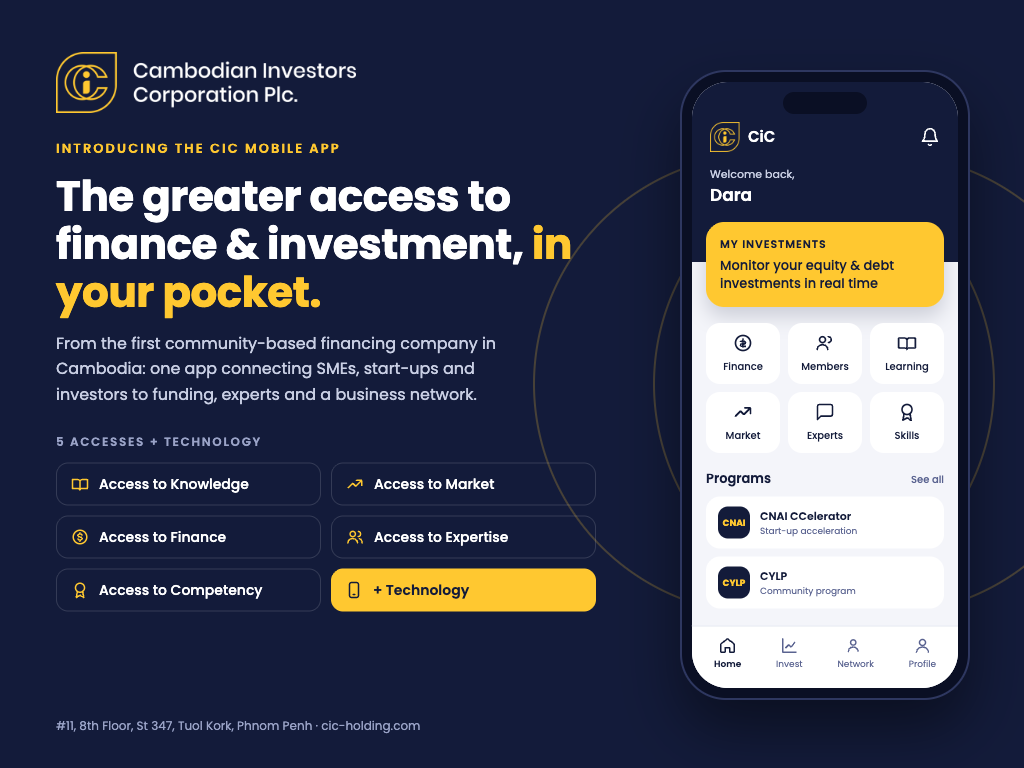 Cambodian Investors
Corporation Plc.
INTRODUCING THE CIC MOBILE APP
The greater access to
finance & investment, in
your pocket.
From the first community-based financing company in
Cambodia: one app connecting SMEs, start-ups and
investors to funding, experts and a business network.
5 ACCESSES + TECHNOLOGY
Access to Knowledge
Access to Market
Access to Finance
Access to Expertise
Access to Competency
+ Technology
#11, 8th Floor, St 347, Tuol Kork, Phnom Penh · cic-holding.com
CiC
Welcome back,
Dara
MY INVESTMENTS
Monitor your equity & debt
investments in real time
Finance
Members
Learning
Market
Experts
Skills
Programs
See all
CNAI
CNAI CCelerator
Start-up acceleration
CYLP
CYLP
Community program
Home
Invest
Network
Profile